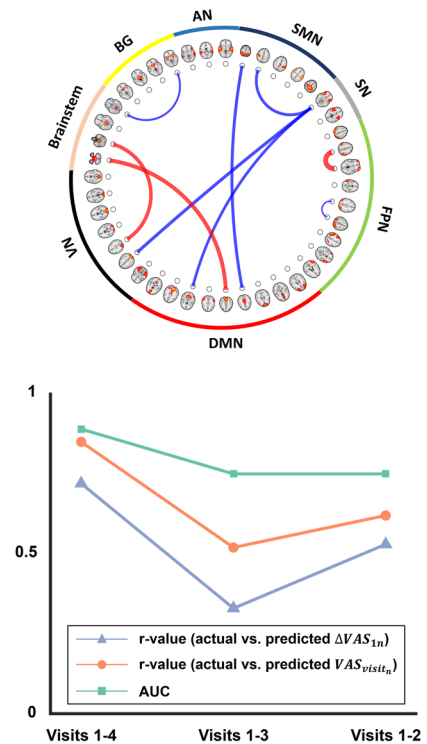 AN
SMN
BG
SN
Brainstem
FPN
VN
DMN
1
0.5
r-value (actual vs. predicted ΔVAS₁ₙ)
r-value (actual vs. predicted VASᵥᵢₛᵢₜₙ)
AUC
0
Visits 1-4 Visits 1-3 Visits 1-2